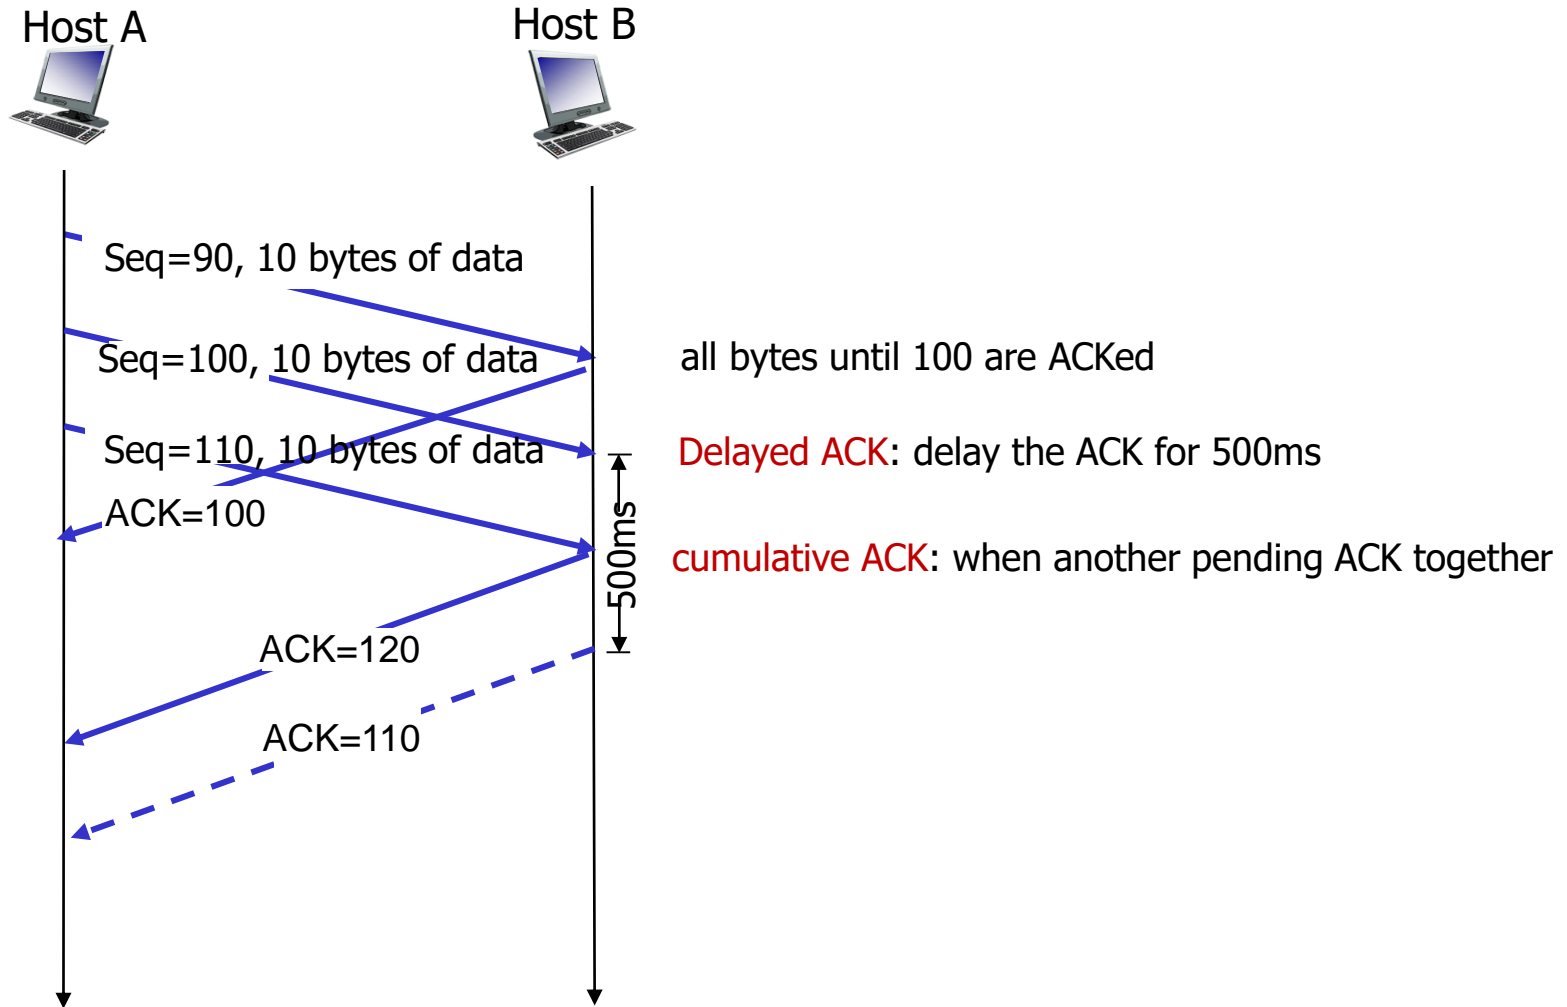 Host A
Host B
Seq=90, 10 bytes of data
Seq=100, 10 bytes of data
all bytes until 100 are ACKed
Seq=110, 10 bytes of data
Delayed ACK: delay the ACK for 500ms
ACK=100
500ms
cumulative ACK: when another pending ACK together
ACK=120
ACK=110